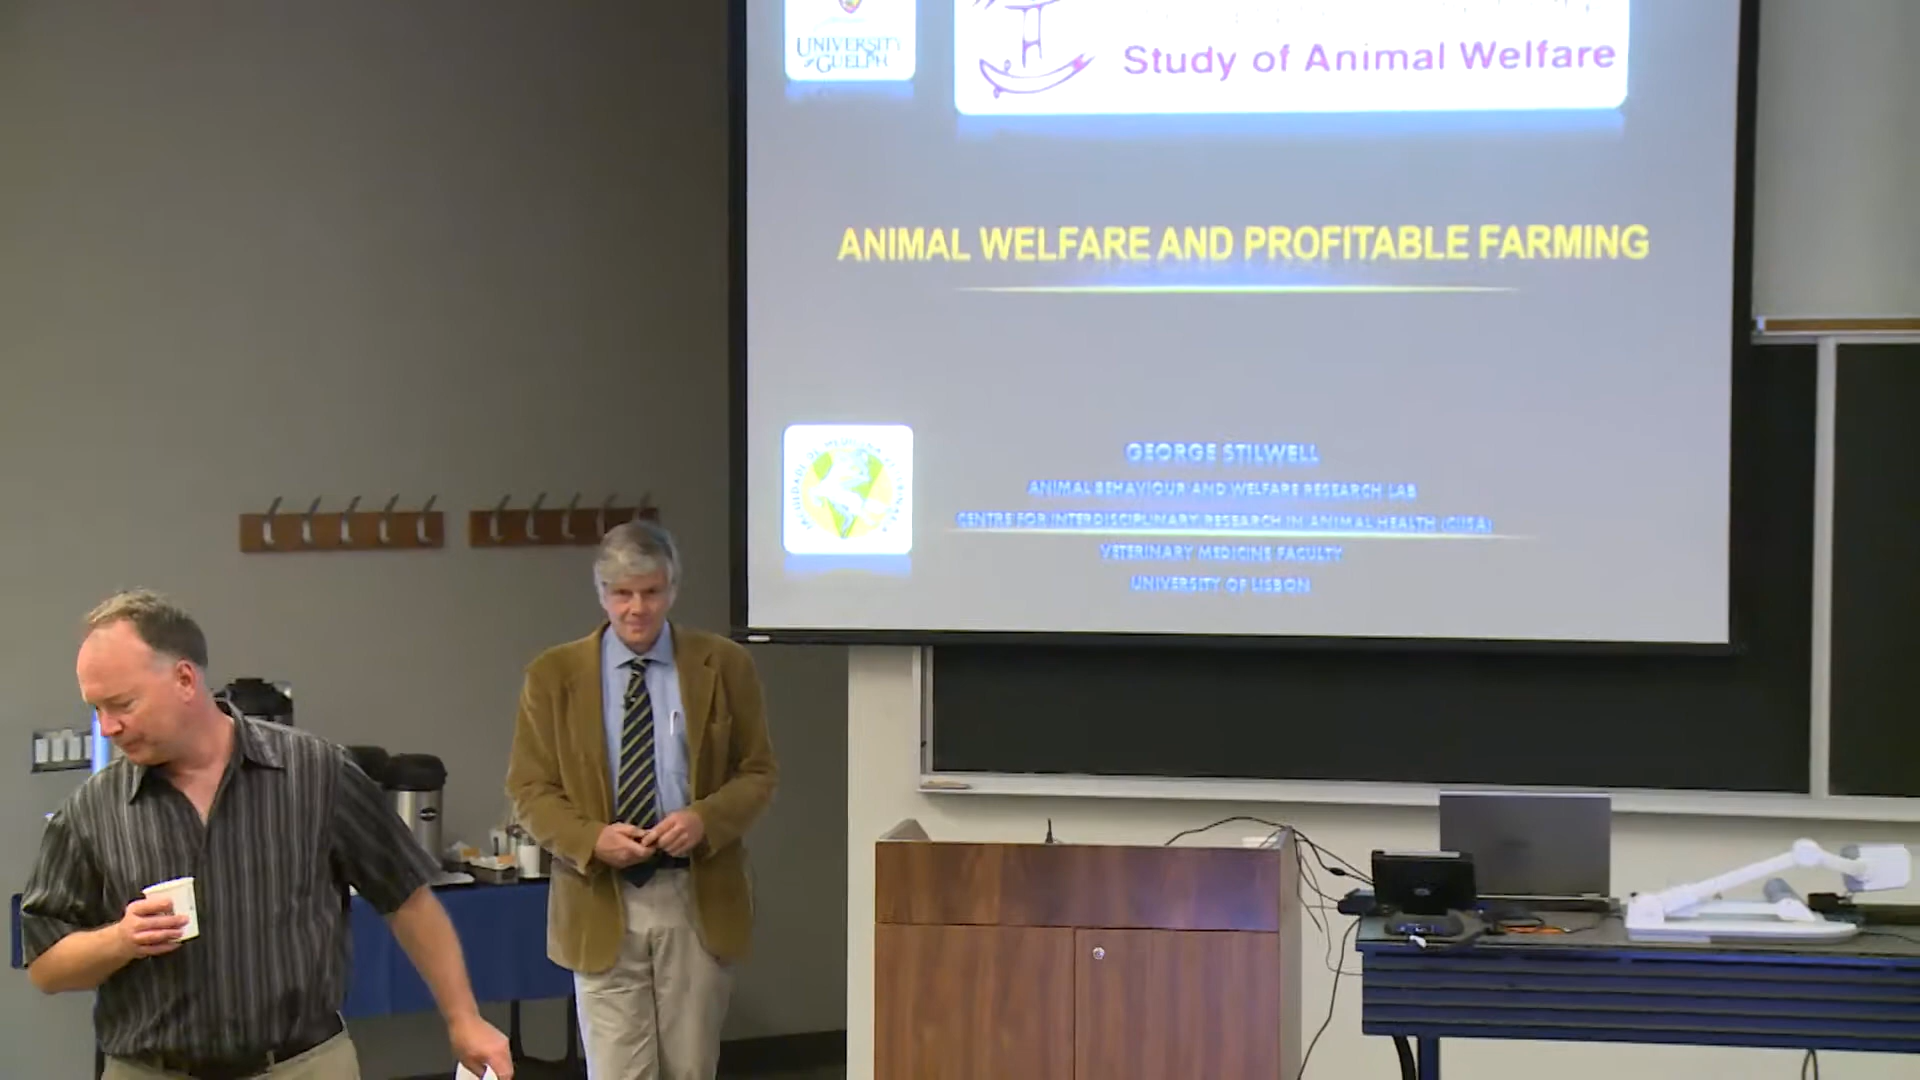 UNIVERSITY
of GUELPH
Study of Animal Welfare
ANIMAL WELFARE AND PROFITABLE FARMING
GEORGE STILWELL
ANIMAL BEHAVIOUR AND WELFARE RESEARCH LAB
CENTRE FOR INTERDISCIPLINARY RESEARCH IN ANIMAL HEALTH (CIISA)
VETERINARY MEDICINE FACULTY
UNIVERSITY OF LISBON